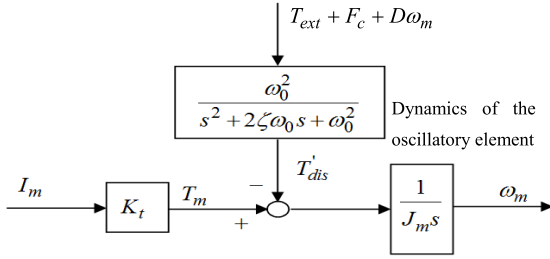 T_ext + F_c + Dω_m
ω_0^2
s^2 + 2ζω_0 s + ω_0^2
Dynamics of the
oscillatory element
T'_dis
−
I_m
K_t
T_m
+
1
J_m s
ω_m